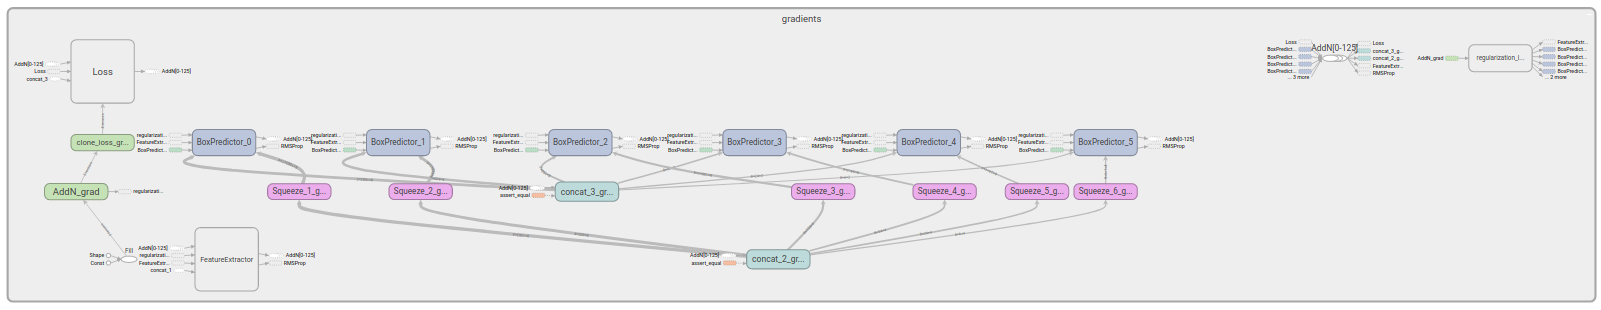 gradients
Loss
AddN[0-125]
Loss
concat_3
AddN[0-125]
Loss
BoxPredict...
BoxPredict...
BoxPredict...
BoxPredict...
... 3 more
AddN[0-125]
Loss
concat_3_g...
concat_2_g...
FeatureExtr...
RMSProp
AddN_grad
regularization_l...
FeatureExtr...
BoxPredict...
BoxPredict...
BoxPredict...
BoxPredict...
... 2 more
clone_loss_gr...
regularizati...
FeatureExtr...
BoxPredict...
BoxPredictor_0
AddN[0-125]
RMSProp
regularizati...
FeatureExtr...
BoxPredict...
BoxPredictor_1
AddN[0-125]
RMSProp
regularizati...
FeatureExtr...
BoxPredict...
BoxPredictor_2
AddN[0-125]
RMSProp
regularizati...
FeatureExtr...
BoxPredict...
BoxPredictor_3
AddN[0-125]
RMSProp
regularizati...
FeatureExtr...
BoxPredict...
BoxPredictor_4
AddN[0-125]
RMSProp
regularizati...
FeatureExtr...
BoxPredict...
BoxPredictor_5
AddN[0-125]
RMSProp
AddN_grad
regularizati...
Squeeze_1_g...
Squeeze_2_g...
AddN[0-125]
assert_equal
concat_3_gr...
Squeeze_3_g...
Squeeze_4_g...
Squeeze_5_g...
Squeeze_6_g...
Shape
Const
Fill
AddN[0-125]
regularizati...
FeatureExtr...
concat_1
FeatureExtractor
AddN[0-125]
RMSProp
AddN[0-125]
assert_equal
concat_2_gr...